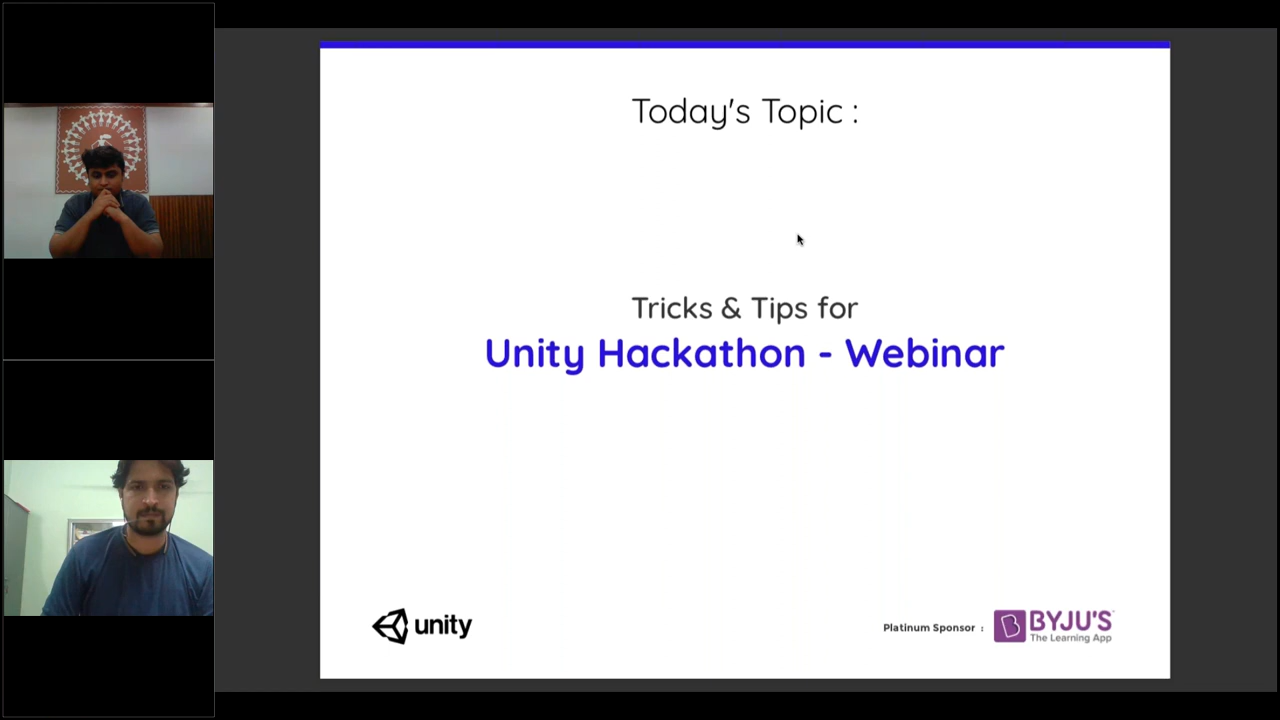 Today's Topic :
Tricks & Tips for
Unity Hackathon - Webinar
unity
Platinum Sponsor :
BYJU'S
The Learning App